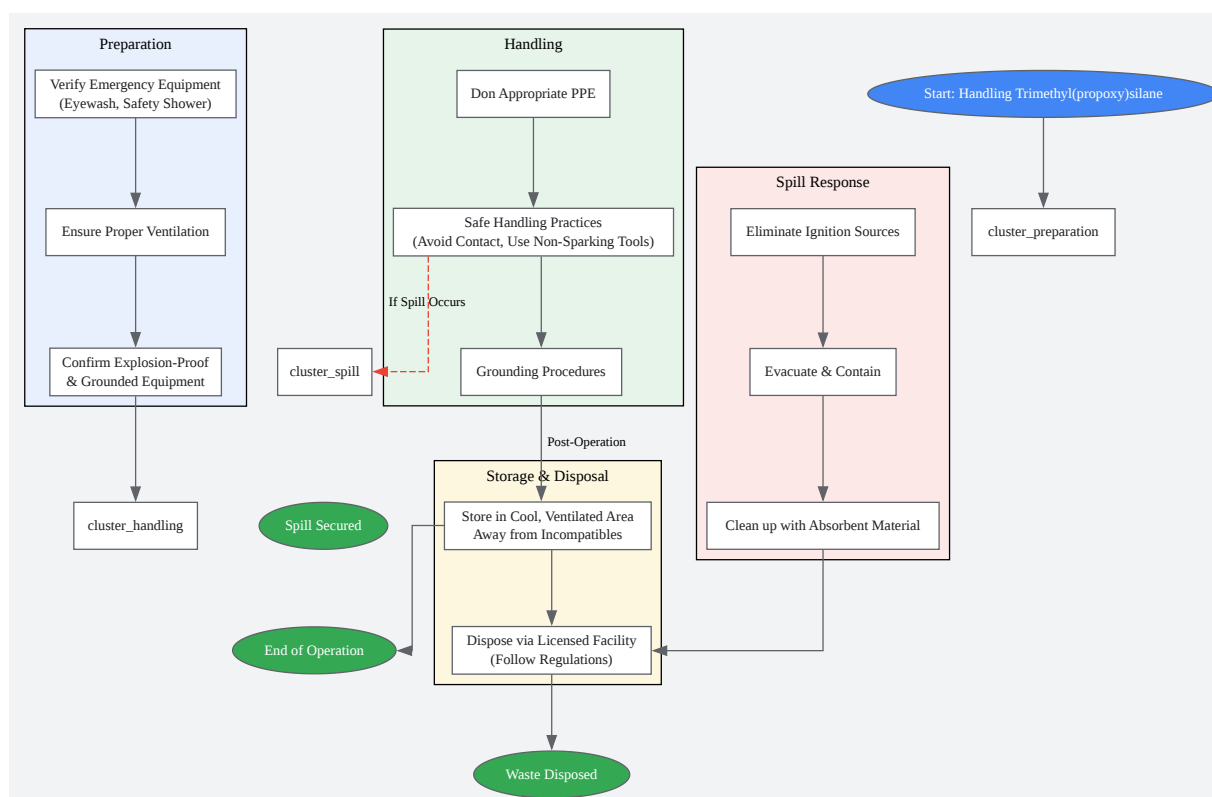 Preparation
Verify Emergency Equipment
(Eyewash, Safety Shower)
Ensure Proper Ventilation
Confirm Explosion-Proof
& Grounded Equipment
cluster_handling
Handling
Don Appropriate PPE
Safe Handling Practices
(Avoid Contact, Use Non-Sparking Tools)
If Spill Occurs
cluster_spill
Grounding Procedures
Post-Operation
Storage & Disposal
Store in Cool, Ventilated Area
Away from Incompatibles
Dispose via Licensed Facility
(Follow Regulations)
Spill Secured
End of Operation
Waste Disposed
Spill Response
Eliminate Ignition Sources
Evacuate & Contain
Clean up with Absorbent Material
Start: Handling Trimethyl(propoxy)silane
cluster_preparation